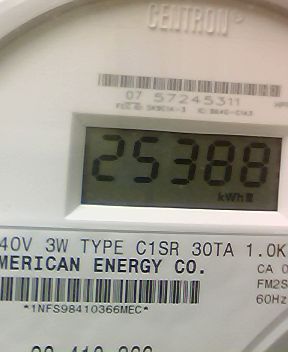 CENTRON
07 57245311
25388
kWh
40V 3W TYPE C1SR 30TA 1.0K
MERICAN ENERGY CO.
CA 0
FM2S
60Hz
*1NFS98410366MEC*